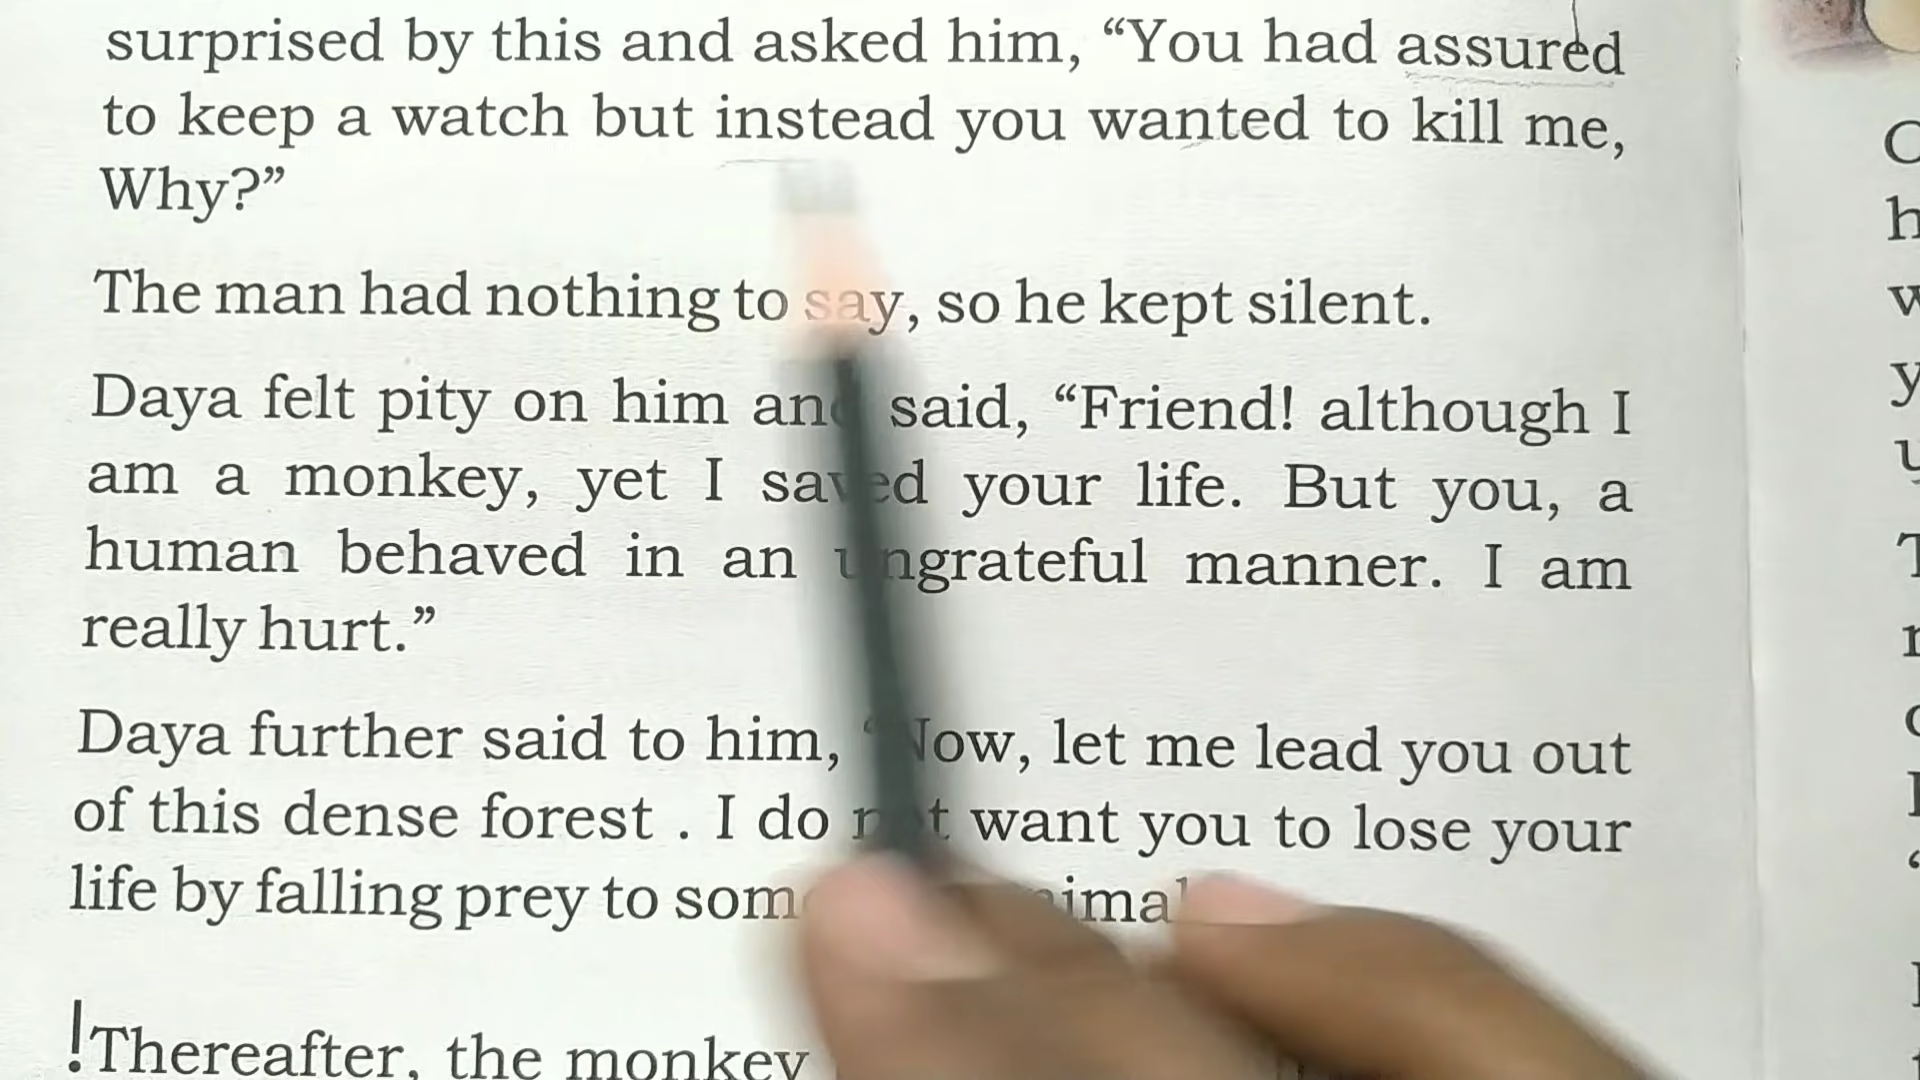 surprised by this and asked him, “You had assured
to keep a watch but instead you wanted to kill me,
Why?”
The man had nothing to say, so he kept silent.
Daya felt pity on him and said, “Friend! although I
am a monkey, yet I saved your life. But you, a
human behaved in an ungrateful manner. I am
really hurt.”
Daya further said to him, “Now, let me lead you out
of this dense forest . I do not want you to lose your
life by falling prey to
Thereafter, the monkey